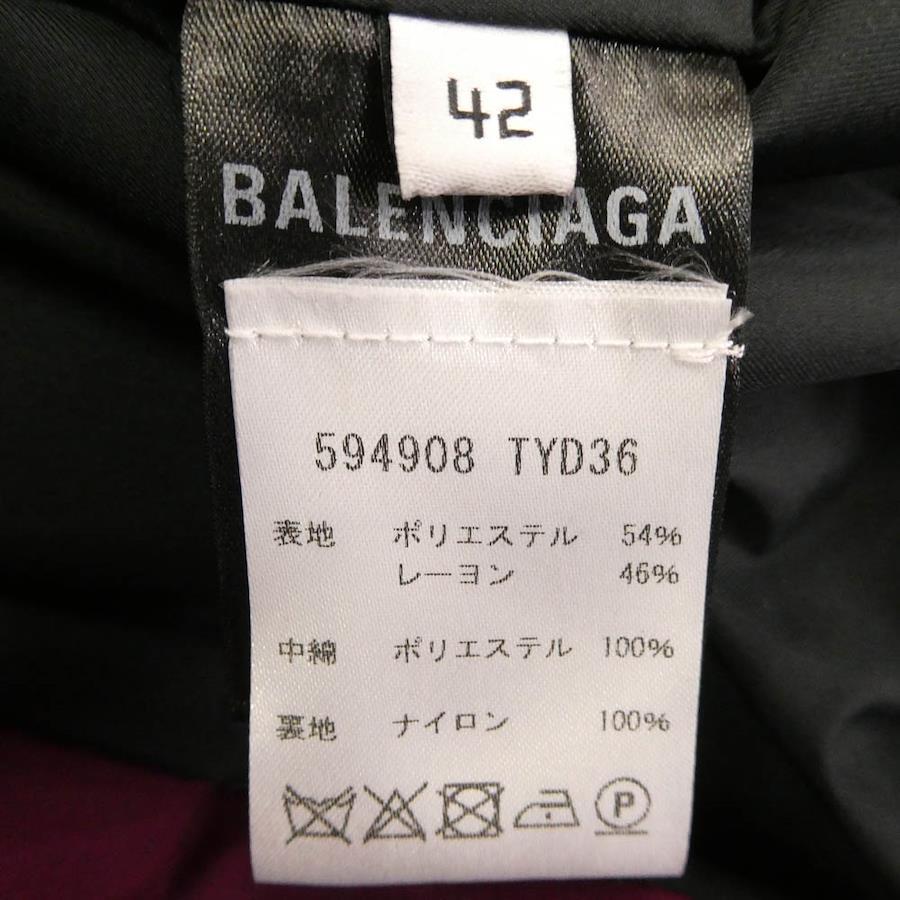 42
BALENCIAGA
594908 TYD36
表地 ポリエステル 54%
レーヨン 46%
中綿 ポリエステル 100%
裏地 ナイロン 100%
P